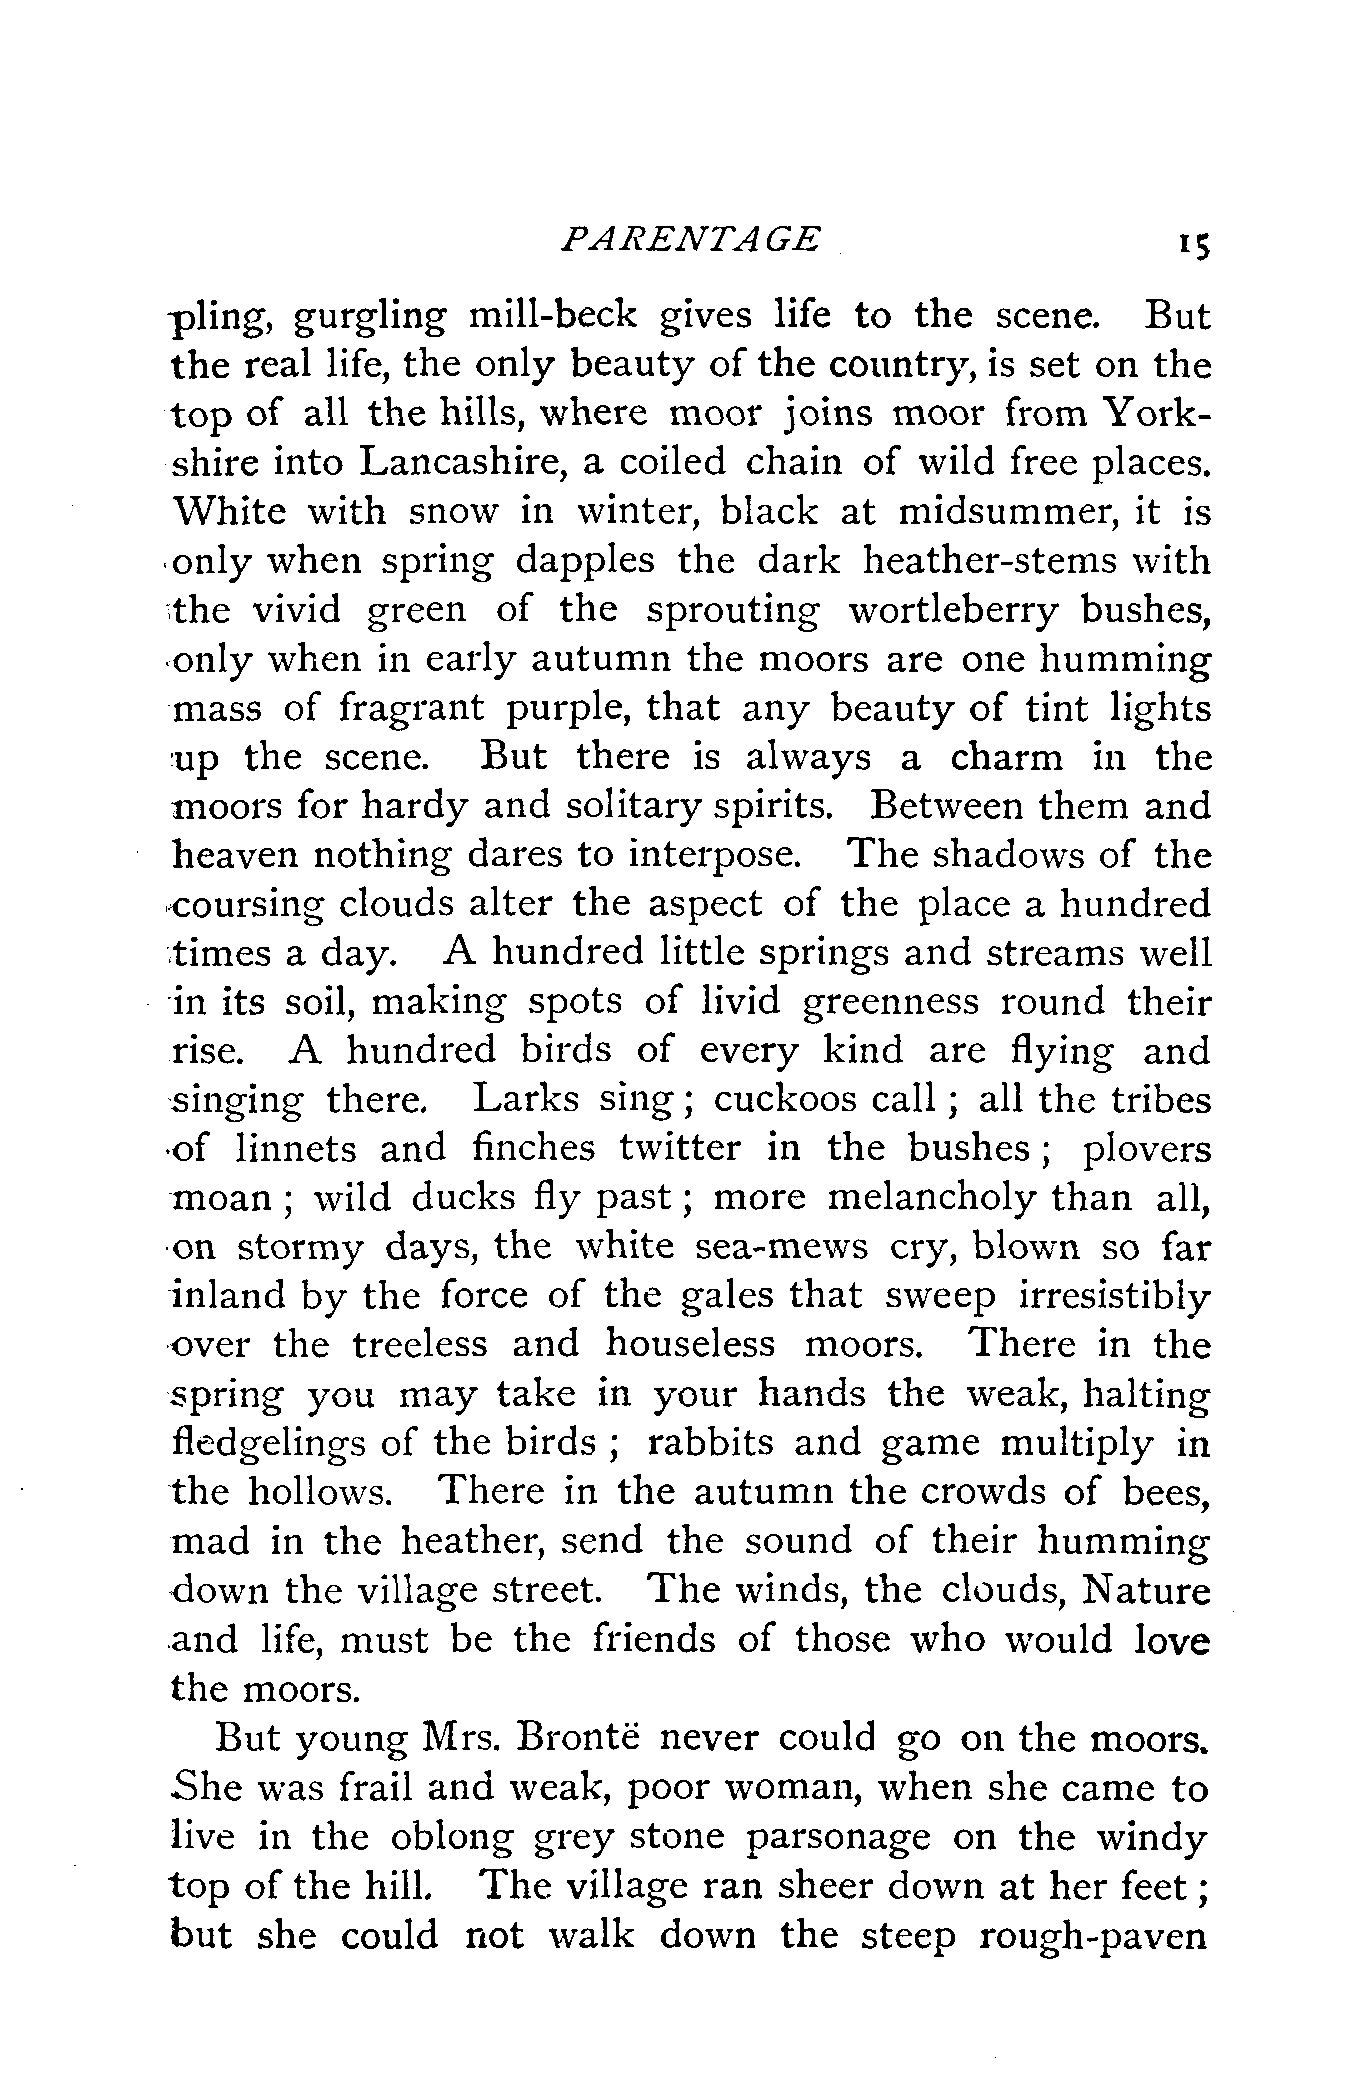 PARENTAGE 15
pling, gurgling mill-beck gives life to the scene. But
the real life, the only beauty of the country, is set on the
top of all the hills, where moor joins moor from York-
shire into Lancashire, a coiled chain of wild free places.
White with snow in winter, black at midsummer, it is
only when spring dapples the dark heather-stems with
the vivid green of the sprouting wortleberry bushes,
only when in early autumn the moors are one humming
mass of fragrant purple, that any beauty of tint lights
up the scene. But there is always a charm in the
moors for hardy and solitary spirits. Between them and
heaven nothing dares to interpose. The shadows of the
coursing clouds alter the aspect of the place a hundred
times a day. A hundred little springs and streams well
in its soil, making spots of livid greenness round their
rise. A hundred birds of every kind are flying and
singing there. Larks sing ; cuckoos call ; all the tribes
of linnets and finches twitter in the bushes ; plovers
moan ; wild ducks fly past ; more melancholy than all,
on stormy days, the white sea-mews cry, blown so far
inland by the force of the gales that sweep irresistibly
over the treeless and houseless moors. There in the
spring you may take in your hands the weak, halting
fledgelings of the birds ; rabbits and game multiply in
the hollows. There in the autumn the crowds of bees,
mad in the heather, send the sound of their humming
down the village street. The winds, the clouds, Nature
and life, must be the friends of those who would love
the moors.
But young Mrs. Brontë never could go on the moors.
She was frail and weak, poor woman, when she came to
live in the oblong grey stone parsonage on the windy
top of the hill. The village ran sheer down at her feet ;
but she could not walk down the steep rough-paven